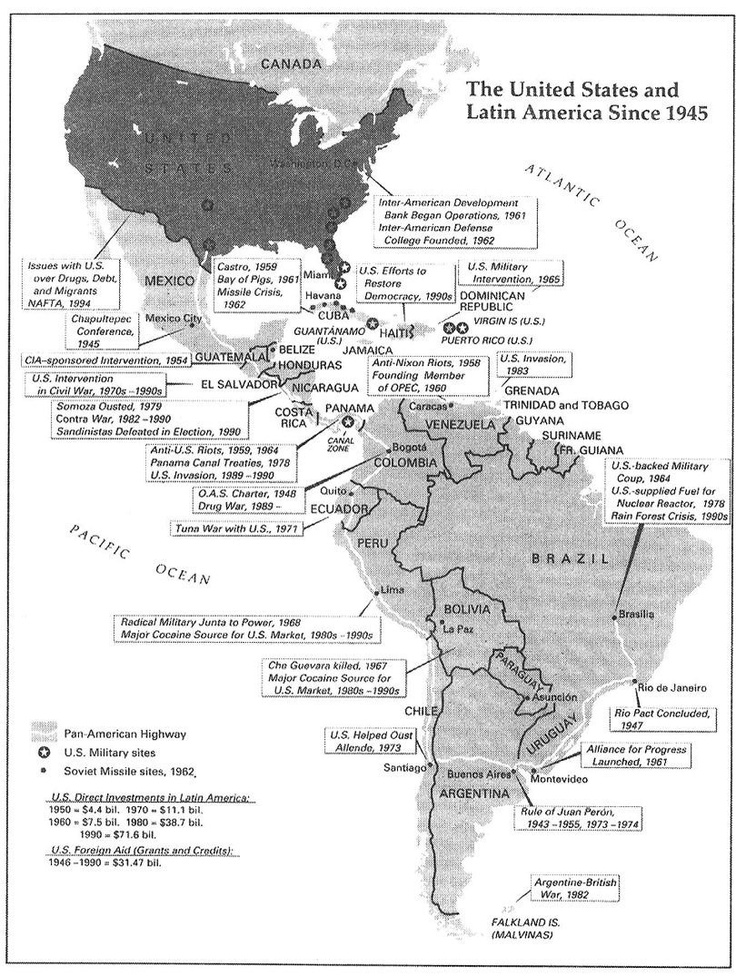 The United States and
Latin America Since 1945
CANADA
UNITED
STATES
Washington, D.C.
ATLANTIC OCEAN
Inter-American Development
Bank Began Operations, 1961
Inter-American Defense
College Founded, 1962
Issues with U.S.
over Drugs, Debt,
and Migrants
NAFTA, 1994
MEXICO
Castro, 1959
Bay of Pigs, 1961
Missile Crisis,
1962
Miami
Havana
CUBA
U.S. Efforts to
Restore
Democracy, 1990s
U.S. Military
Intervention, 1965
DOMINICAN
REPUBLIC
VIRGIN IS (U.S.)
PUERTO RICO (U.S.)
Chapultepec
Conference,
1945
Mexico City
GUANTÁNAMO
(U.S.)
HAITI
JAMAICA
CIA-sponsored Intervention, 1954
GUATEMALA
BELIZE
HONDURAS
Anti-Nixon Riots, 1958
Founding Member
of OPEC, 1960
U.S. Invasion,
1983
U.S. Intervention
in Civil War, 1970s-1990s
EL SALVADOR
NICARAGUA
GRENADA
TRINIDAD and TOBAGO
Somoza Ousted, 1979
Contra War, 1982-1990
Sandinistas Defeated in Election, 1990
COSTA
RICA
PANAMA
CANAL
ZONE
Caracas
VENEZUELA
GUYANA
SURINAME
FR. GUIANA
Anti-U.S. Riots, 1959, 1964
Panama Canal Treaties, 1978
U.S. Invasion, 1989-1990
Bogotá
COLOMBIA
U.S.-backed Military
Coup, 1964
U.S.-supplied Fuel for
Nuclear Reactor, 1978
Rain Forest Crisis, 1990s
O.A.S. Charter, 1948
Drug War, 1989-
Quito
ECUADOR
Tuna War with U.S., 1971
PACIFIC OCEAN
PERU
BRAZIL
Lima
BOLIVIA
La Paz
Brasília
Radical Military Junta to Power, 1968
Major Cocaine Source for U.S. Market, 1980s-1990s
Che Guevara killed, 1967
Major Cocaine Source for
U.S. Market, 1980s-1990s
PARAGUAY
Asunción
Rio de Janeiro
Rio Pact Concluded,
1947
CHILE
URUGUAY
U.S. Helped Oust
Allende, 1973
Alliance for Progress
Launched, 1961
Santiago
Buenos Aires
Montevideo
ARGENTINA
Rule of Juan Perón,
1943-1955, 1973-1974
Argentine-British
War, 1982
FALKLAND IS.
(MALVINAS)
Pan-American Highway
U.S. Military sites
Soviet Missile sites, 1962
U.S. Direct Investments in Latin America:
1950 = $4.4 bil. 1970 = $11.1 bil.
1960 = $7.5 bil. 1980 = $38.7 bil.
1990 = $71.6 bil.
U.S. Foreign Aid (Grants and Credits):
1946-1990 = $31.47 bil.